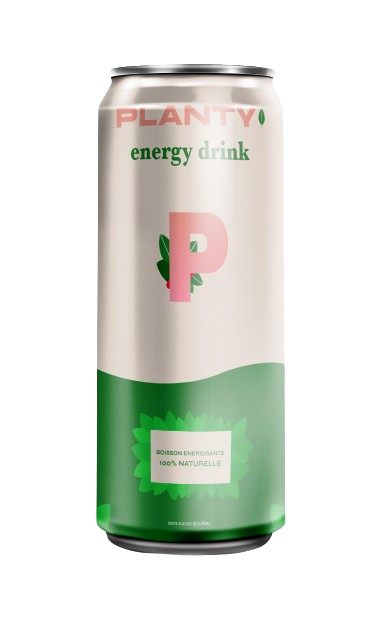 PLANTY
energy drink
P
BOISSON ENERGISANTE
100% NATURELLE